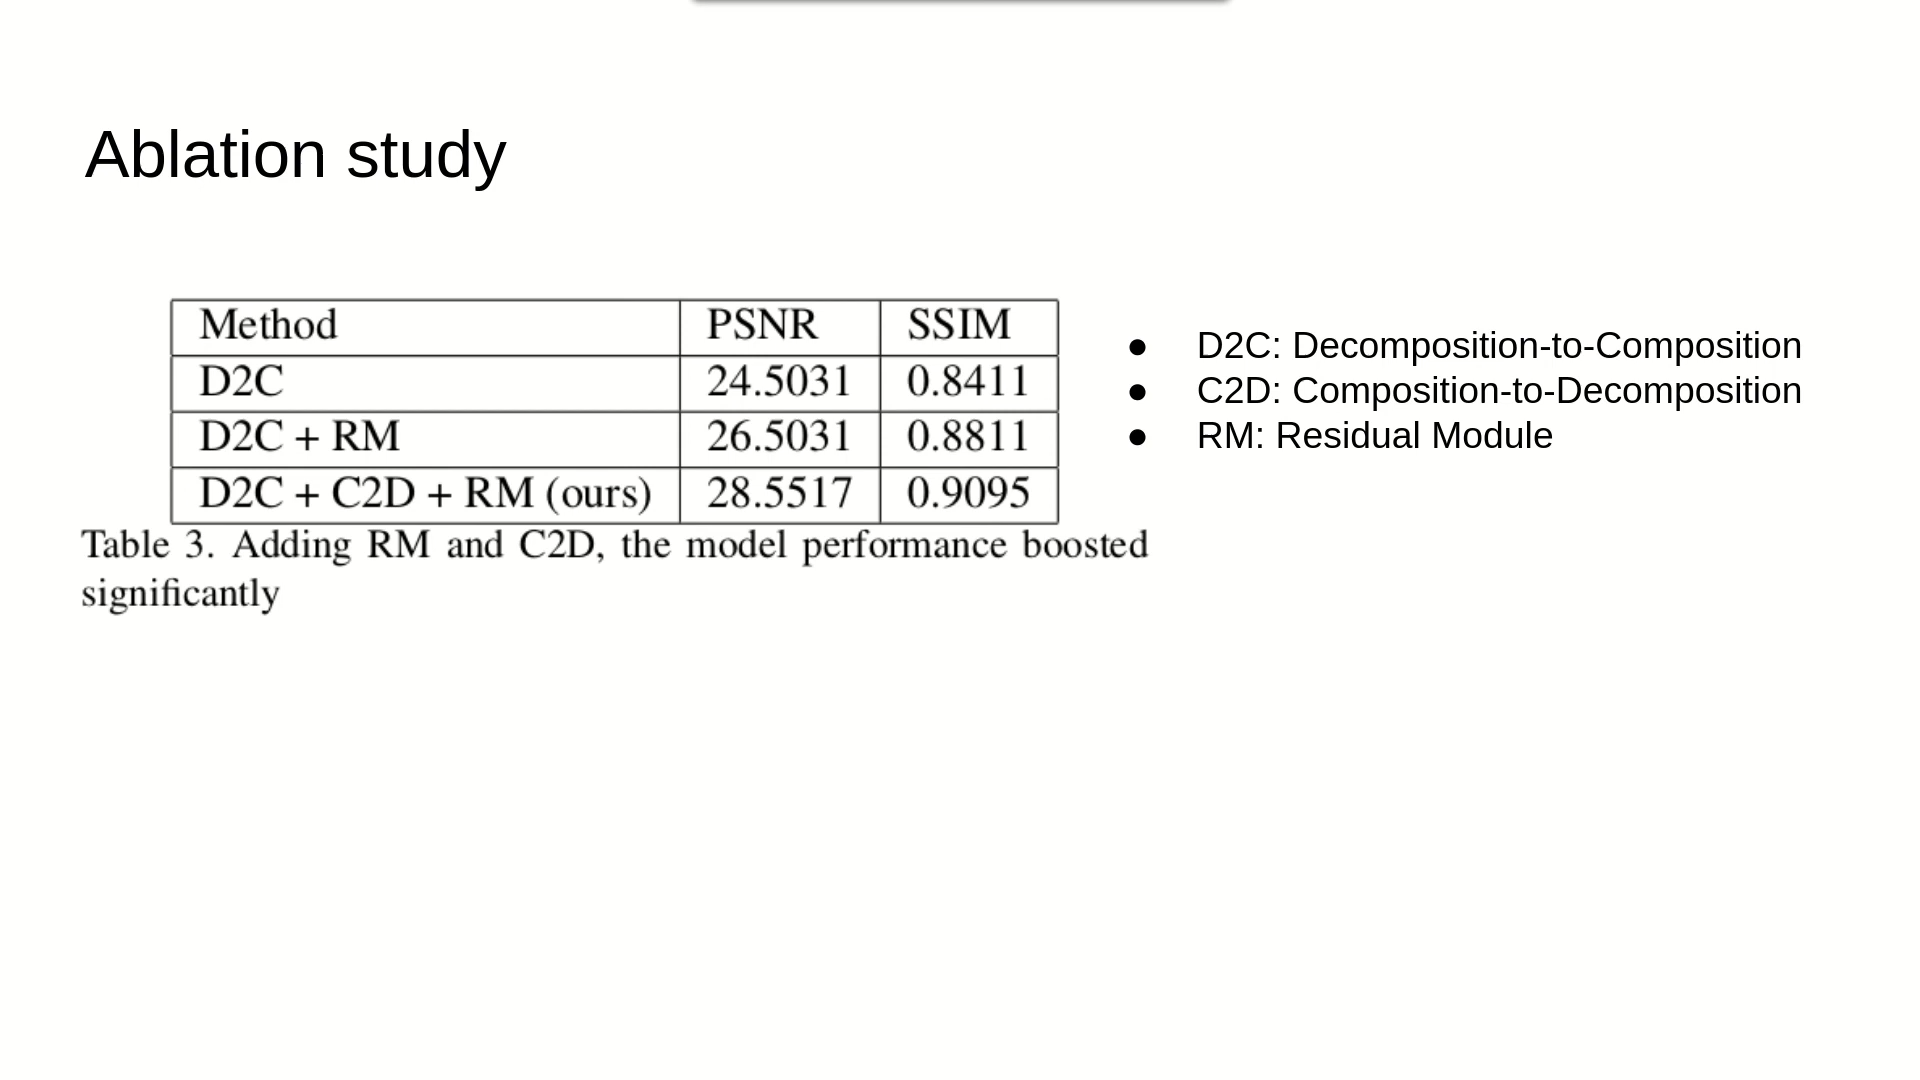 Ablation study
Method PSNR SSIM
D2C 24.5031 0.8411
D2C + RM 26.5031 0.8811
D2C + C2D + RM (ours) 28.5517 0.9095
Table 3. Adding RM and C2D, the model performance boosted
significantly
● D2C: Decomposition-to-Composition
● C2D: Composition-to-Decomposition
● RM: Residual Module